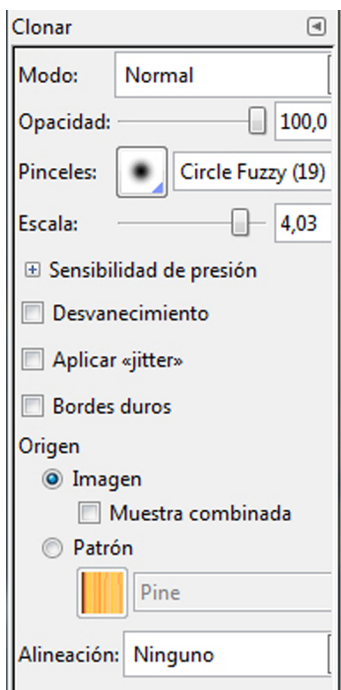 Clonar
Modo: Normal
Opacidad: 100,0
Pinceles: Circle Fuzzy (19)
Escala: 4,03
Sensibilidad de presión
Desvanecimiento
Aplicar «jitter»
Bordes duros
Origen
Imagen
Muestra combinada
Patrón
Pine
Alineación: Ninguno